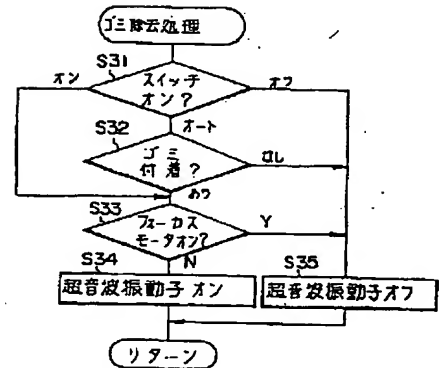 ゴミ除去処理
S31
オン
スイッチ
オン?
オフ
オート
S32
ゴミ
付着?
なし
あり
S33
フォーカス
モータオン?
Y
N
S34
超音波振動子オン
S35
超音波振動子オフ
リターン